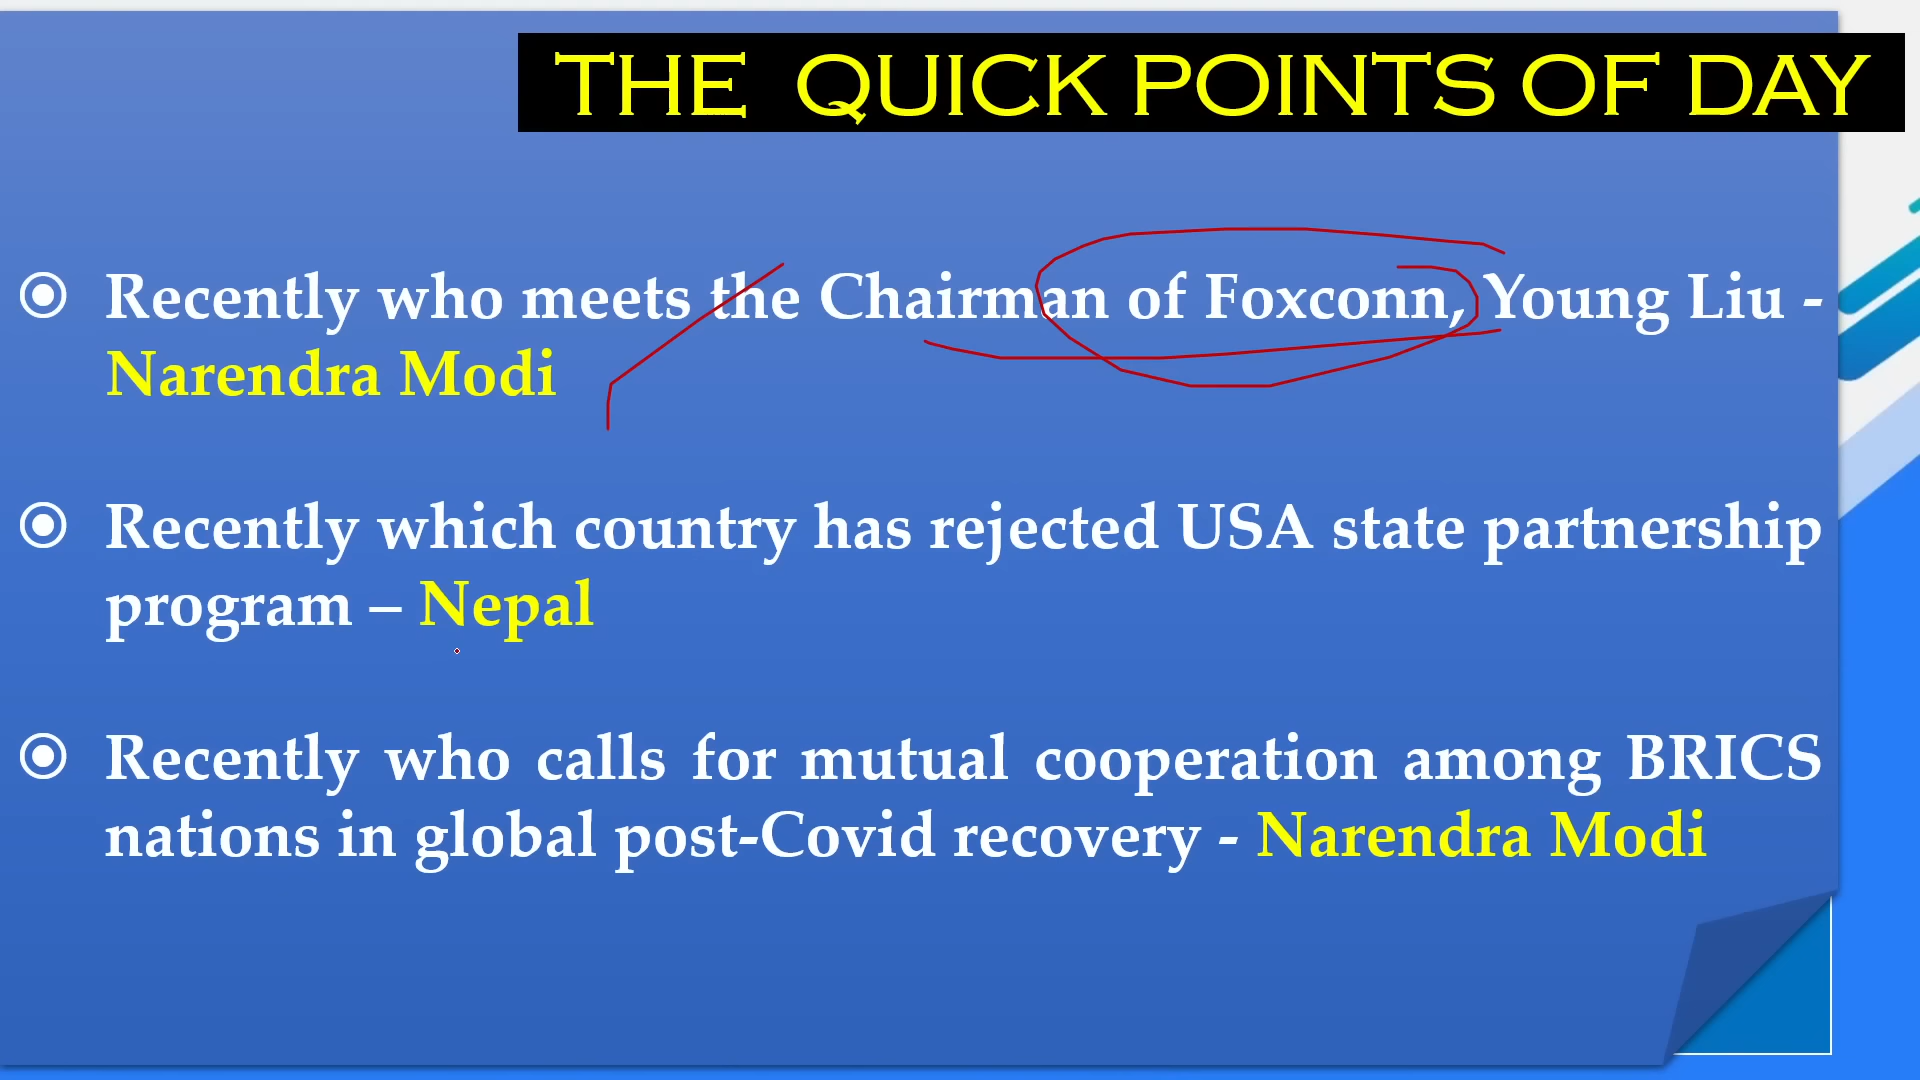 THE QUICK POINTS OF DAY
Recently who meets the Chairman of Foxconn, Young Liu -
Narendra Modi
Recently which country has rejected USA state partnership
program – Nepal
Recently who calls for mutual cooperation among BRICS
nations in global post-Covid recovery - Narendra Modi